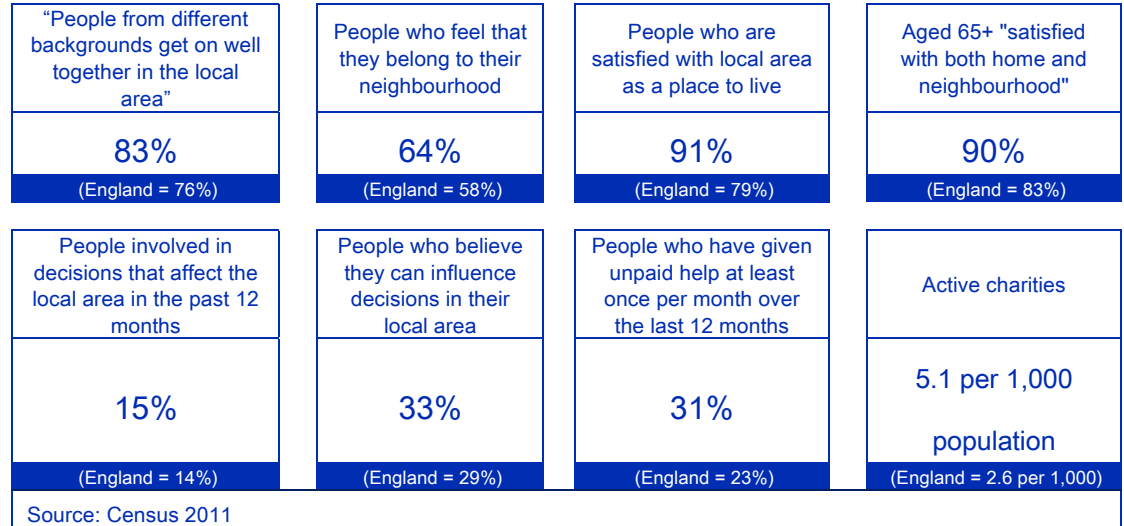 “People from different
backgrounds get on well
together in the local
area”
83%
(England = 76%)
People who feel that
they belong to their
neighbourhood
64%
(England = 58%)
People who are
satisfied with local area
as a place to live
91%
(England = 79%)
Aged 65+ "satisfied
with both home and
neighbourhood"
90%
(England = 83%)
People involved in
decisions that affect the
local area in the past 12
months
15%
(England = 14%)
People who believe
they can influence
decisions in their
local area
33%
(England = 29%)
People who have given
unpaid help at least
once per month over
the last 12 months
31%
(England = 23%)
Active charities
5.1 per 1,000
population
(England = 2.6 per 1,000)
Source: Census 2011